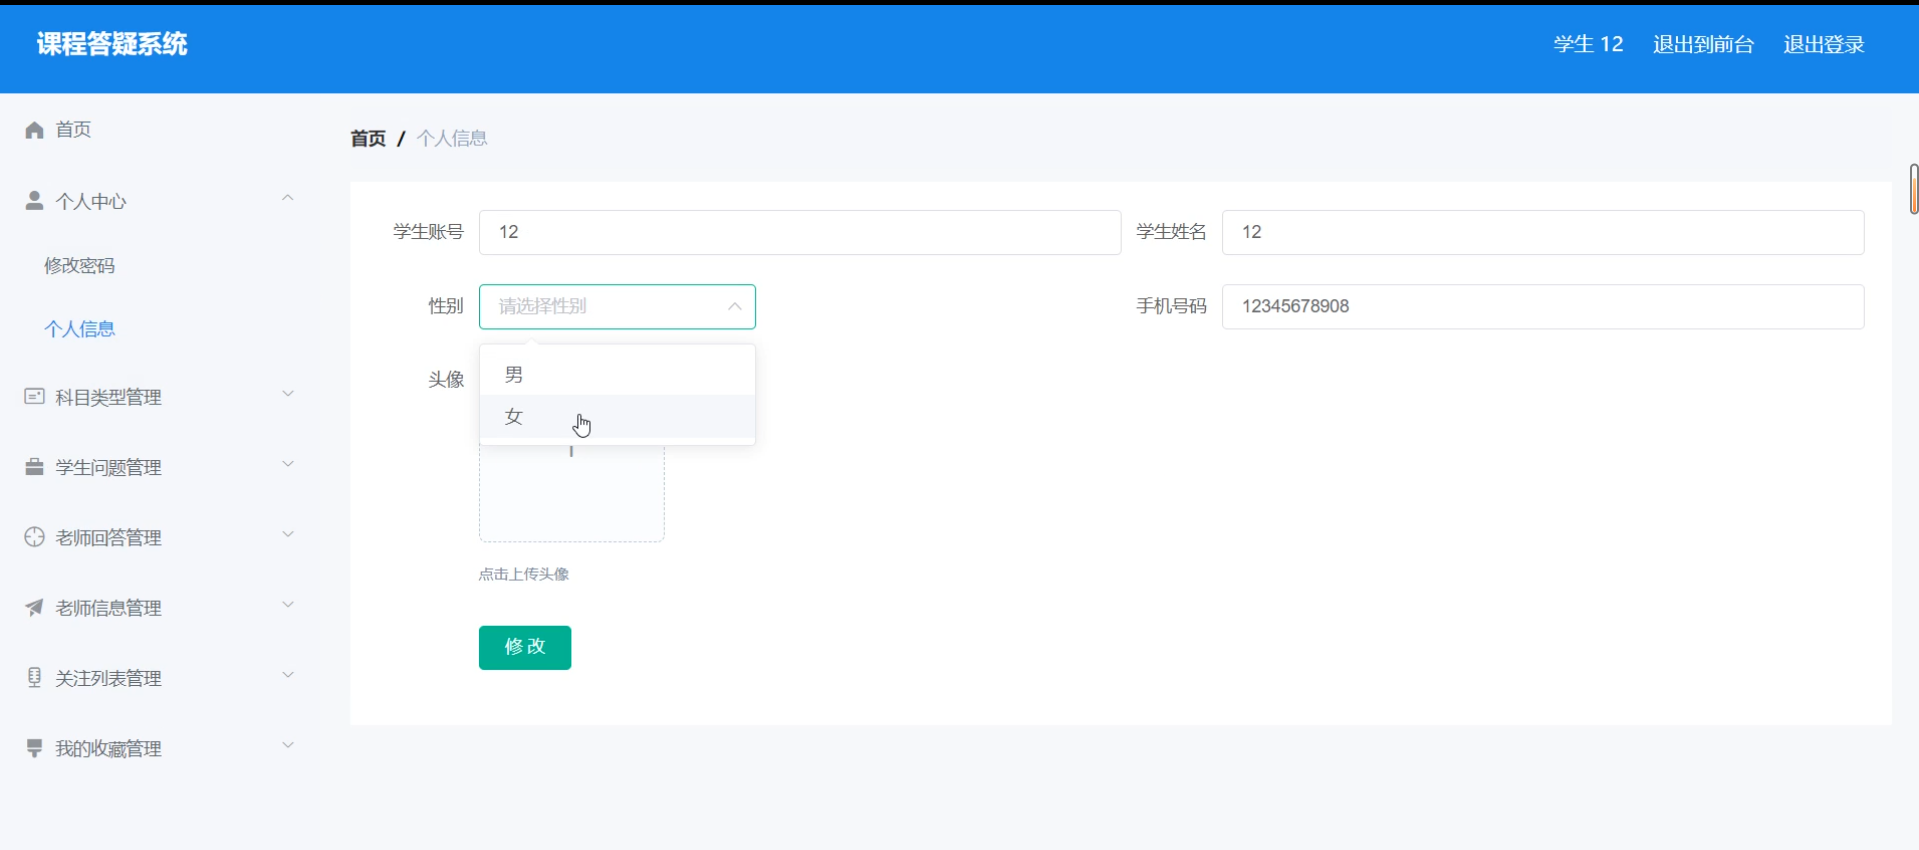 课程答疑系统
学生 12 退出到前台 退出登录
首页
个人中心
修改密码
个人信息
科目类型管理
学生问题管理
老师回答管理
老师信息管理
关注列表管理
我的收藏管理
首页 / 个人信息
学生账号 12
学生姓名 12
性别 请选择性别
手机号码 12345678908
男
女
头像
点击上传头像
修改